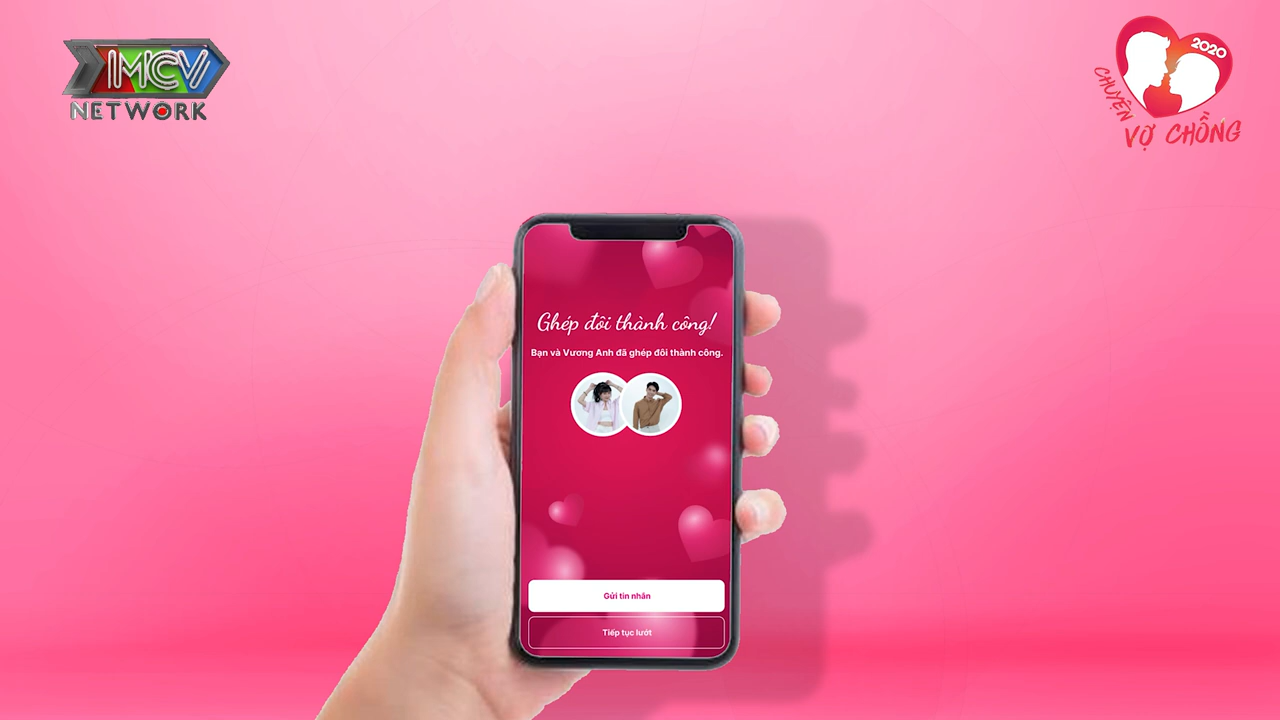 MCV
NETWORK
2020
CHUYỆN
VỢ CHỒNG
Ghép đôi thành công!
Bạn và Vương Anh đã ghép đôi thành công.
Gửi tin nhắn
Tiếp tục lướt